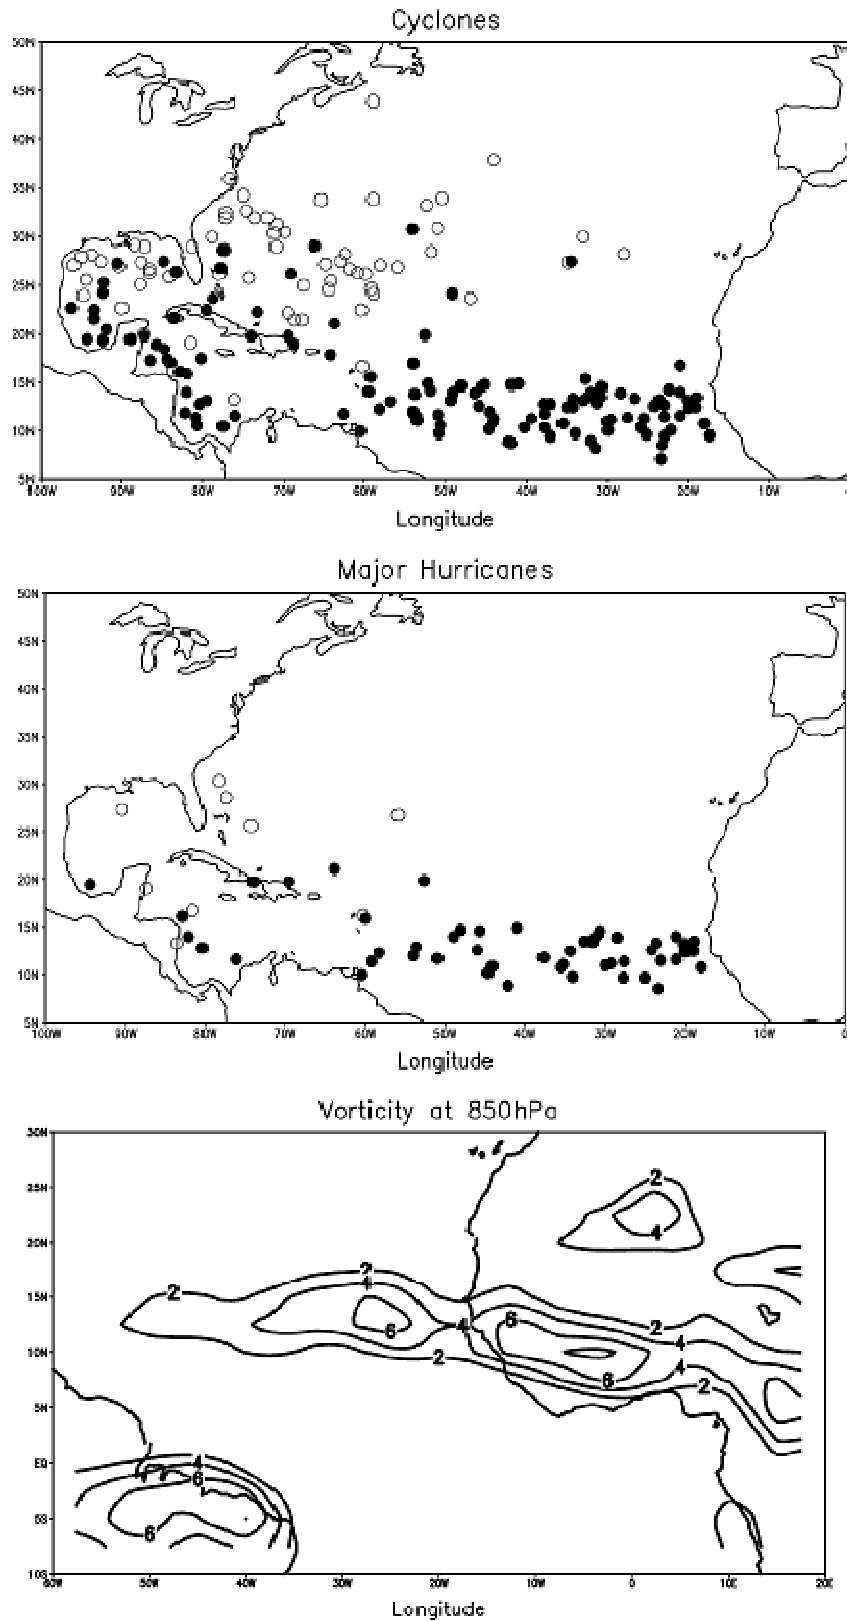 Cyclones
50N
45N
40N
35N
30N
25N
20N
15N
10N
5N
100W 90W 80W 70W 60W 50W 40W 30W 20W 10W
Longitude
Major Hurricanes
50N
45N
40N
35N
30N
25N
20N
15N
10N
5N
100W 90W 80W 70W 60W 50W 40W 30W 20W 10W 0
Longitude
Vorticity at 850hPa
30N
25N
20N
15N
10N
5N
EQ
5S
10S
2
4
2 2
4
6 4 6 2
4
6 4
2 6 2
4
6
6
60W 50W 40W 30W 20W 10W 0 10E 20E
Longitude